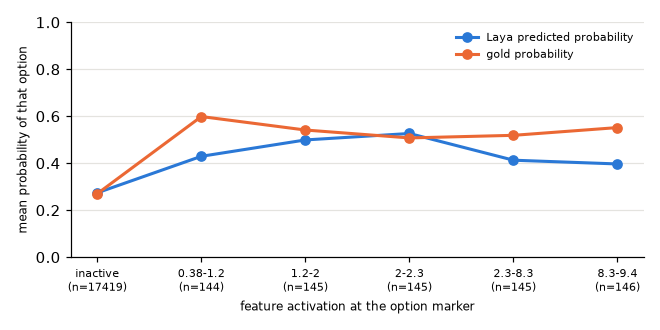 1.0
0.8
0.6
0.4
0.2
0.0
mean probability of that option
Laya predicted probability
gold probability
inactive
(n=17419)
0.38-1.2
(n=144)
1.2-2
(n=145)
2-2.3
(n=145)
2.3-8.3
(n=145)
8.3-9.4
(n=146)
feature activation at the option marker